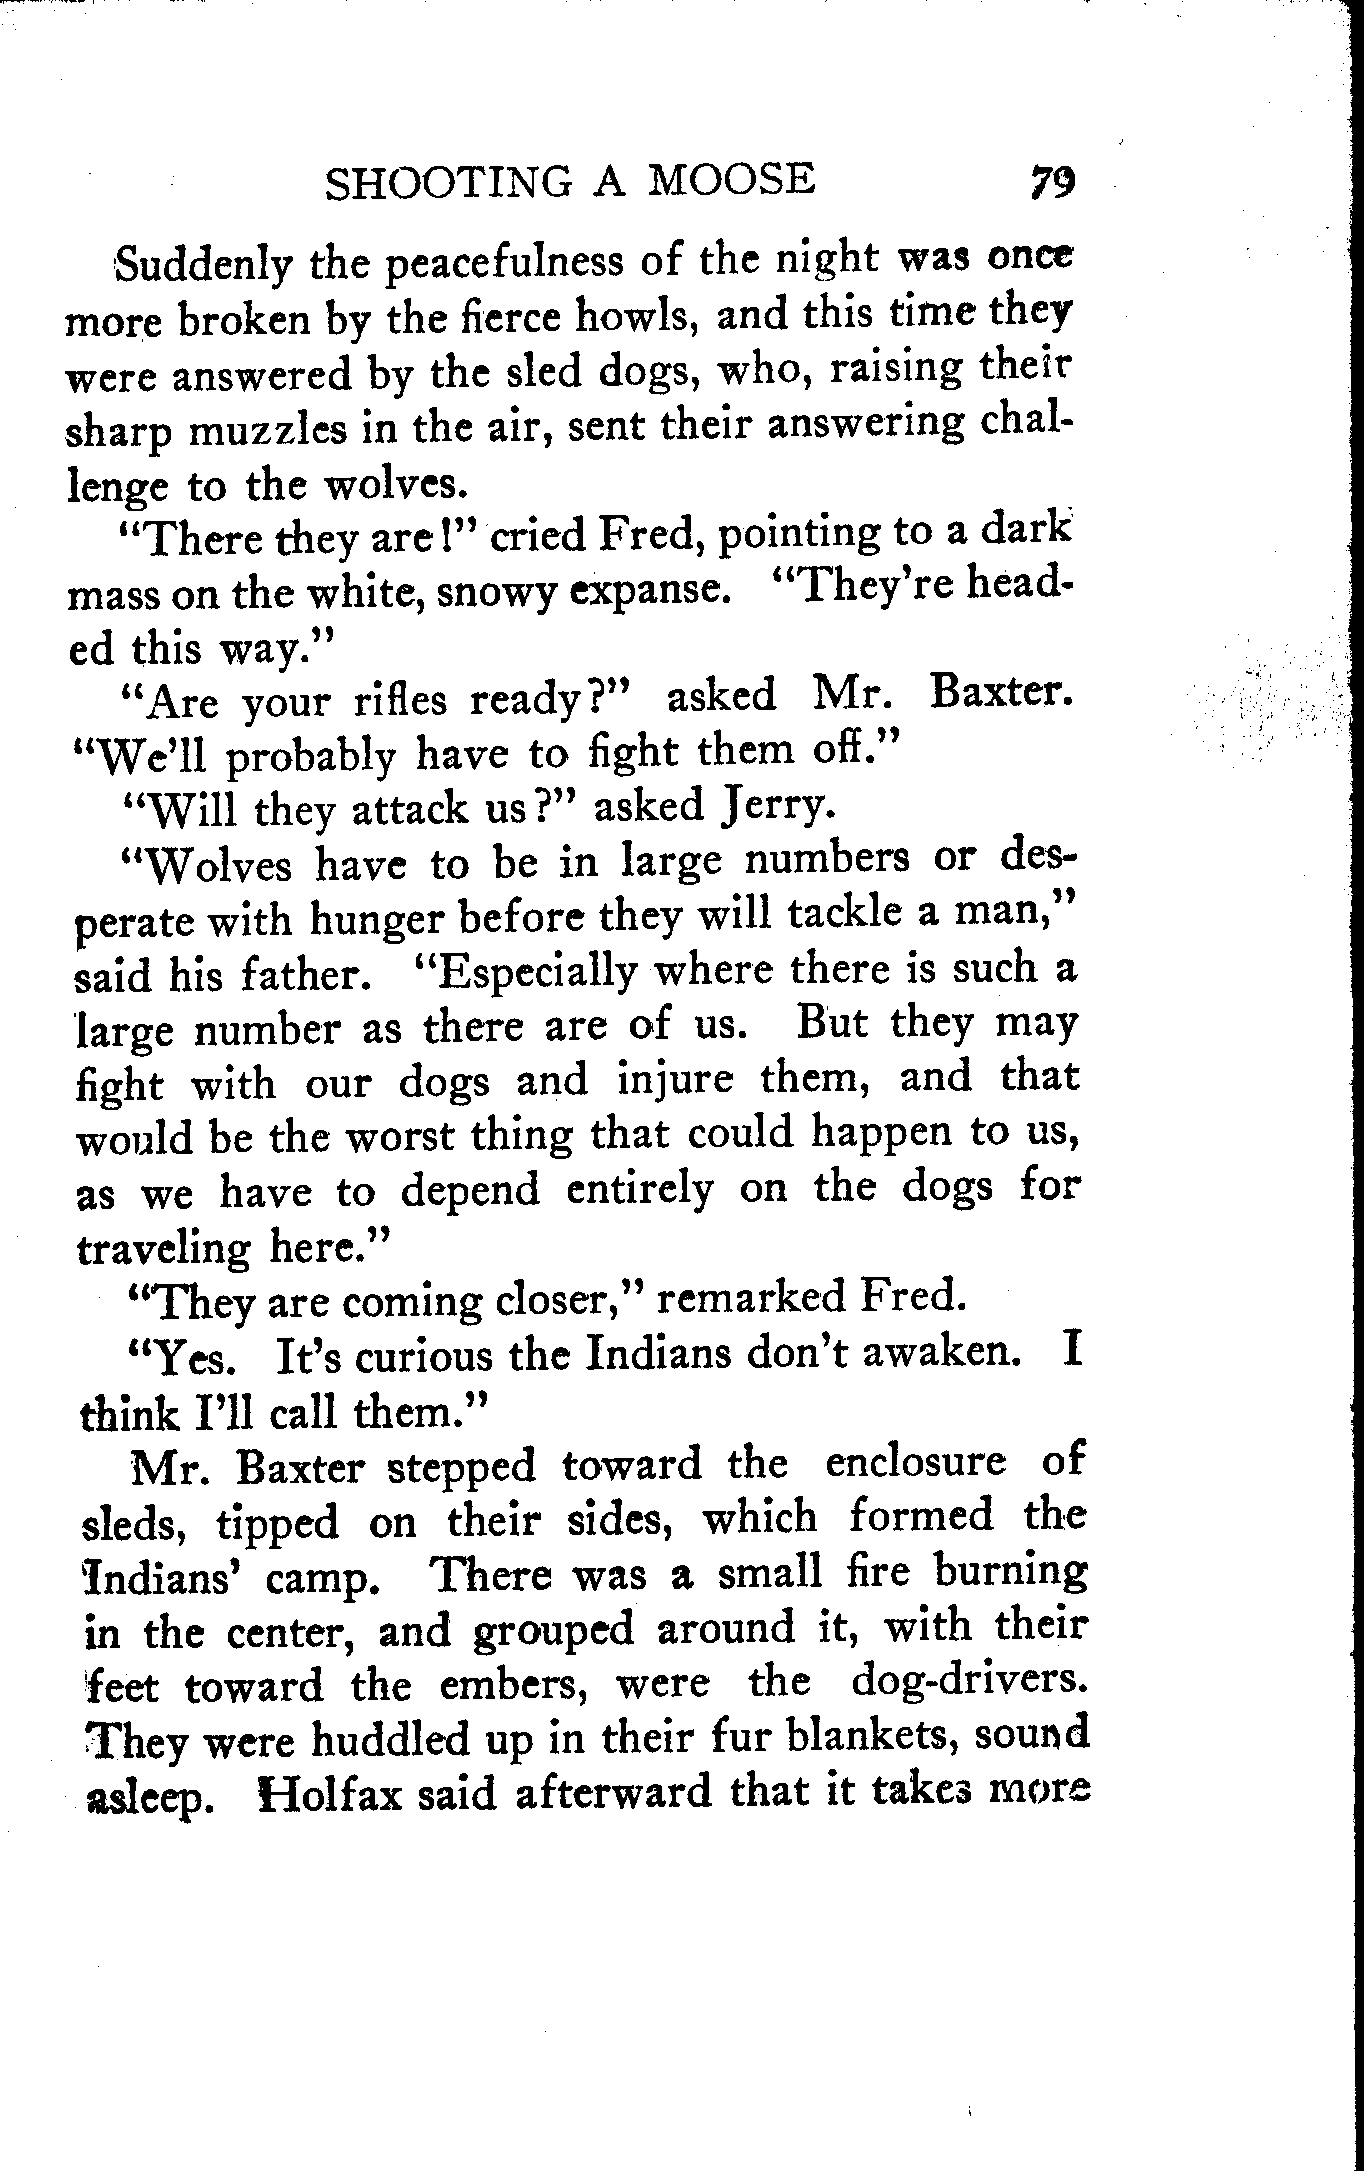 SHOOTING A MOOSE 79
Suddenly the peacefulness of the night was once
more broken by the fierce howls, and this time they
were answered by the sled dogs, who, raising their
sharp muzzles in the air, sent their answering chal-
lenge to the wolves.
"There they are!" cried Fred, pointing to a dark
mass on the white, snowy expanse. "They're head-
ed this way."
"Are your rifles ready?" asked Mr. Baxter.
"We'll probably have to fight them off."
"Will they attack us?" asked Jerry.
"Wolves have to be in large numbers or des-
perate with hunger before they will tackle a man,"
said his father. "Especially where there is such a
large number as there are of us. But they may
fight with our dogs and injure them, and that
would be the worst thing that could happen to us,
as we have to depend entirely on the dogs for
traveling here."
"They are coming closer," remarked Fred.
"Yes. It's curious the Indians don't awaken. I
think I'll call them."
Mr. Baxter stepped toward the enclosure of
sleds, tipped on their sides, which formed the
Indians' camp. There was a small fire burning
in the center, and grouped around it, with their
feet toward the embers, were the dog-drivers.
They were huddled up in their fur blankets, sound
asleep. Holfax said afterward that it takes more